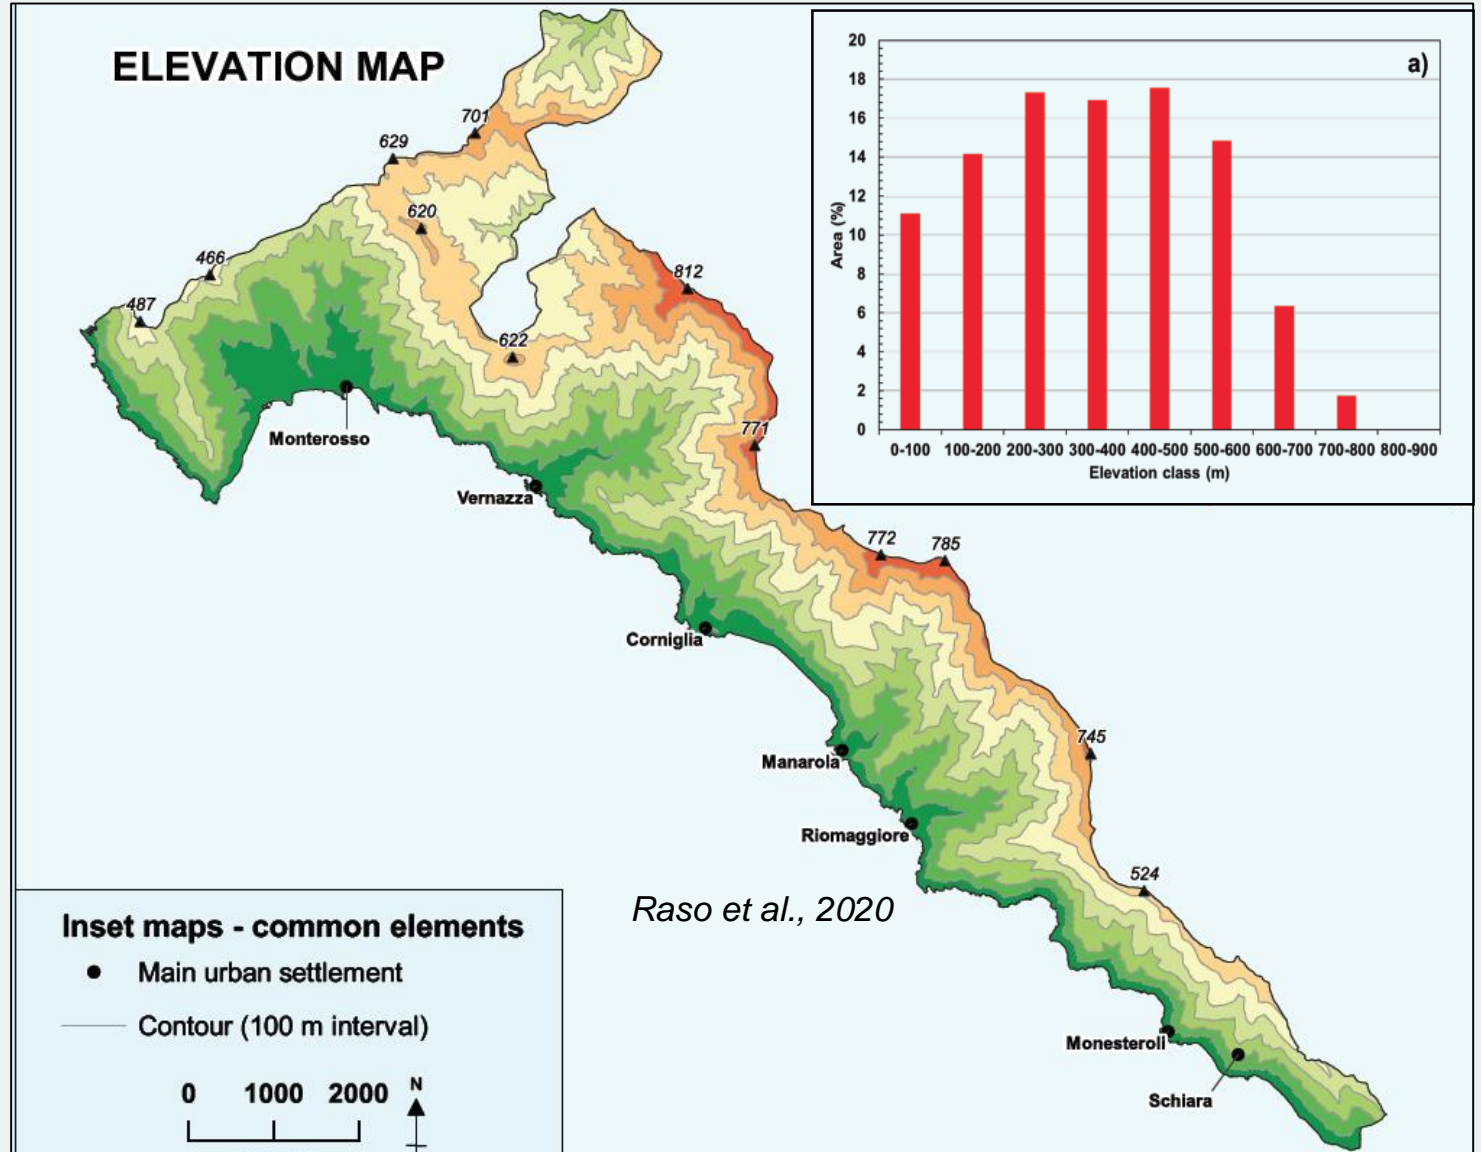 ELEVATION MAP
701
629
620
466
487
812
622
771
772
785
745
524
Monterosso
Vernazza
Corniglia
Manarola
Riomaggiore
Monesteroli
Schiara
Raso et al., 2020
a)
20
18
16
14
12
10
8
6
4
2
0
Area (%)
0-100 100-200 200-300 300-400 400-500 500-600 600-700 700-800 800-900
Elevation class (m)
Inset maps - common elements
Main urban settlement
Contour (100 m interval)
0 1000 2000
N